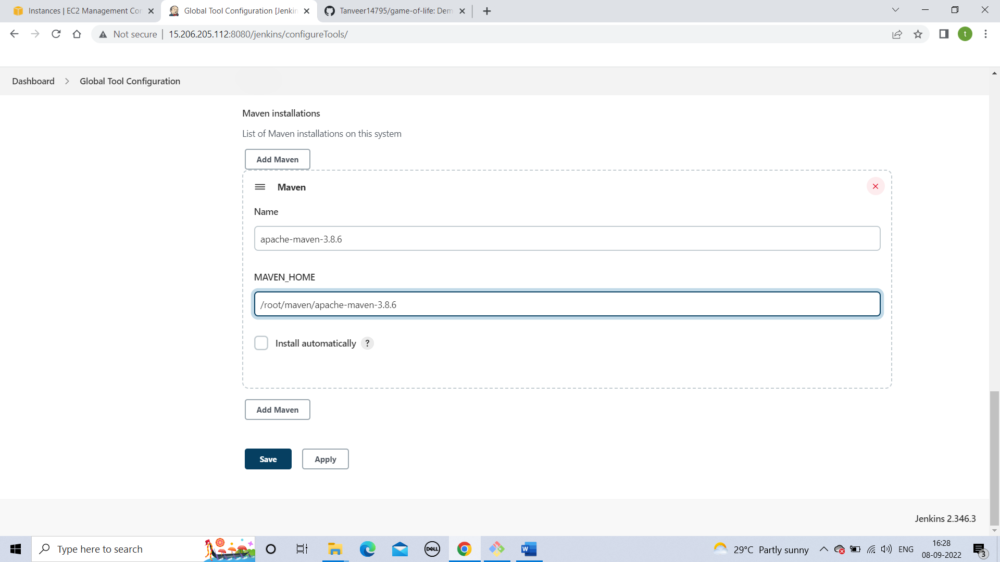 Instances | EC2 Management Con
Global Tool Configuration [Jenkin
Tanveer14795/game-of-life: Dem
Not secure
15.206.205.112:8080/jenkins/configureTools/
t
Dashboard
Global Tool Configuration
Maven installations
List of Maven installations on this system
Add Maven
Maven
Name
apache-maven-3.8.6
MAVEN_HOME
/root/maven/apache-maven-3.8.6
Install automatically
?
Add Maven
Save
Apply
Jenkins 2.346.3
Type here to search
DELL
W
29°C Partly sunny
ENG
16:28
08-09-2022
3